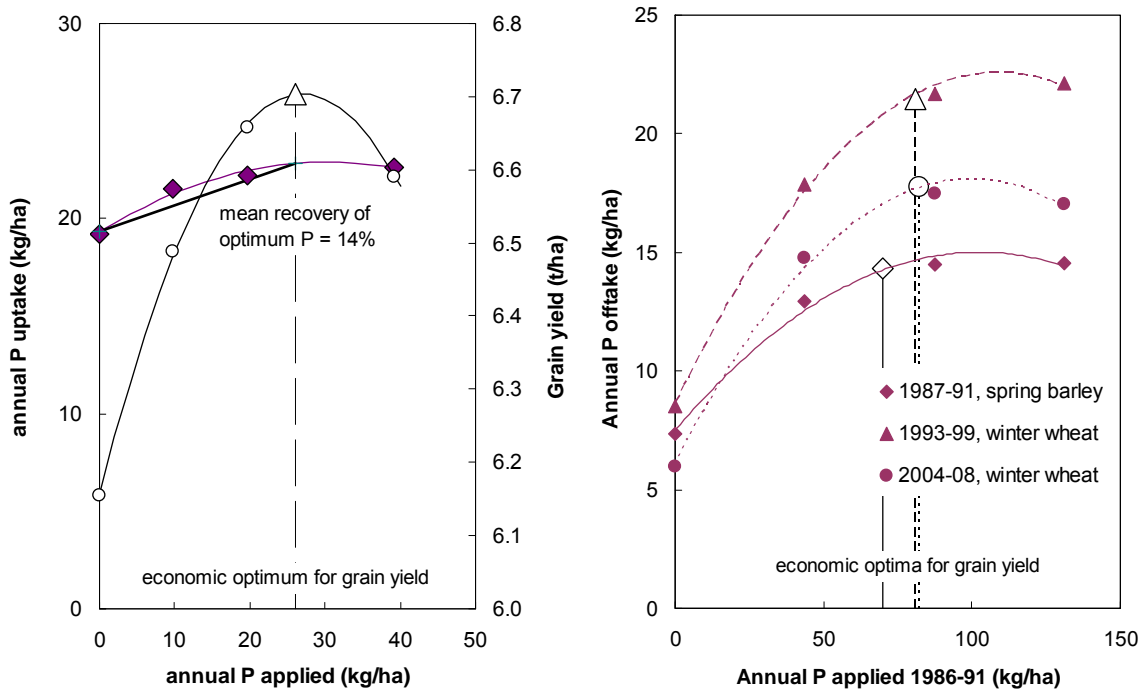 30
20
10
0
annual P uptake (kg/ha)
6.8
6.7
6.6
6.5
6.4
6.3
6.2
6.1
6.0
Grain yield (t/ha)
mean recovery of
optimum P = 14%
economic optimum for grain yield
0 10 20 30 40 50
annual P applied (kg/ha)
25
20
15
10
5
0
Annual P offtake (kg/ha)
1987-91, spring barley
1993-99, winter wheat
2004-08, winter wheat
economic optima for grain yield
0 50 100 150
Annual P applied 1986-91 (kg/ha)